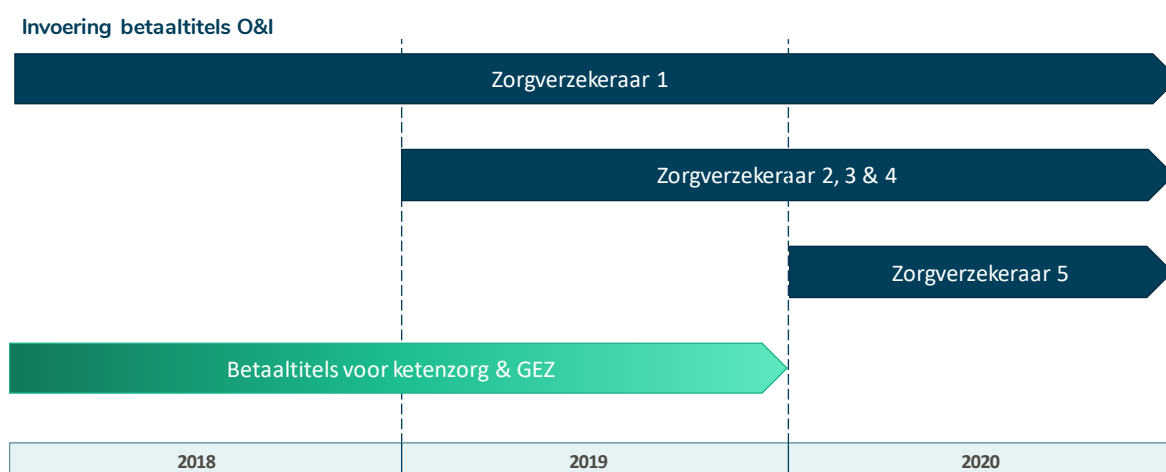 Invoering betaaltitels O&I
Zorgverzekeraar 1
Zorgverzekeraar 2, 3 & 4
Zorgverzekeraar 5
Betaaltitels voor ketenzorg & GEZ
2018
2019
2020